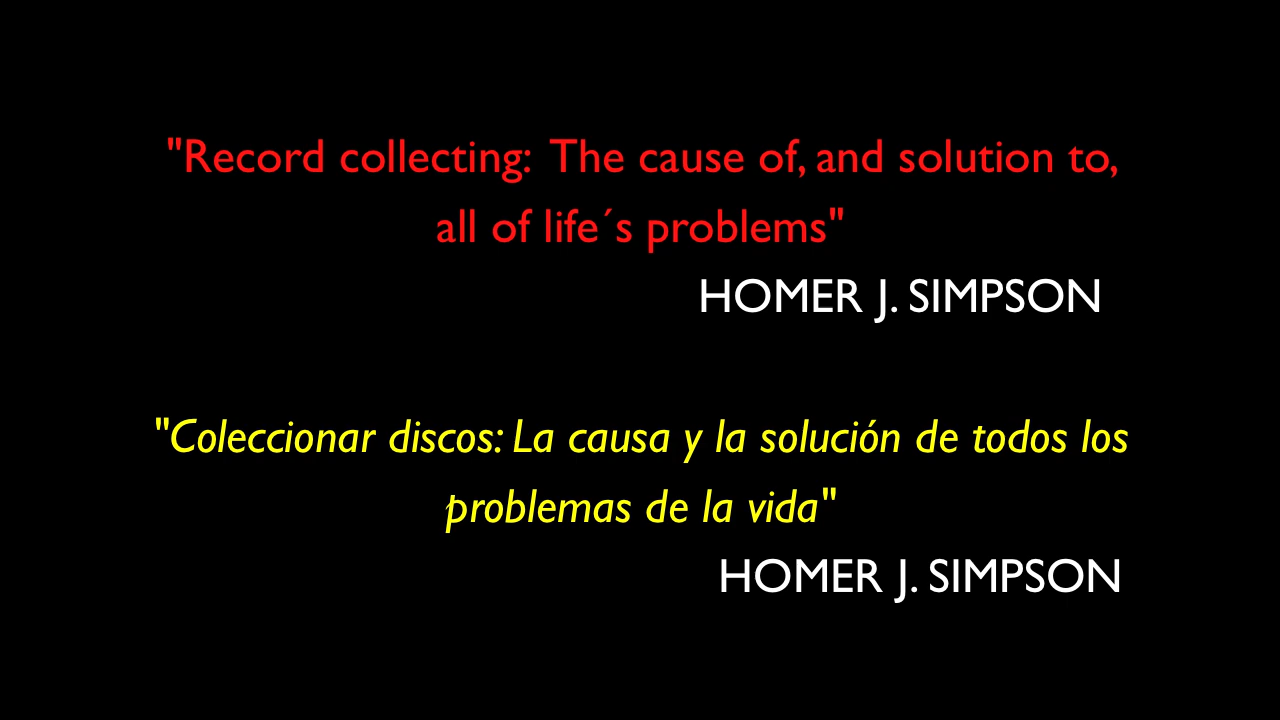 "Record collecting:  The cause of, and solution to,
all of life´s problems"
HOMER J. SIMPSON
"Coleccionar discos: La causa y la solución de todos los
problemas de la vida"
HOMER J. SIMPSON